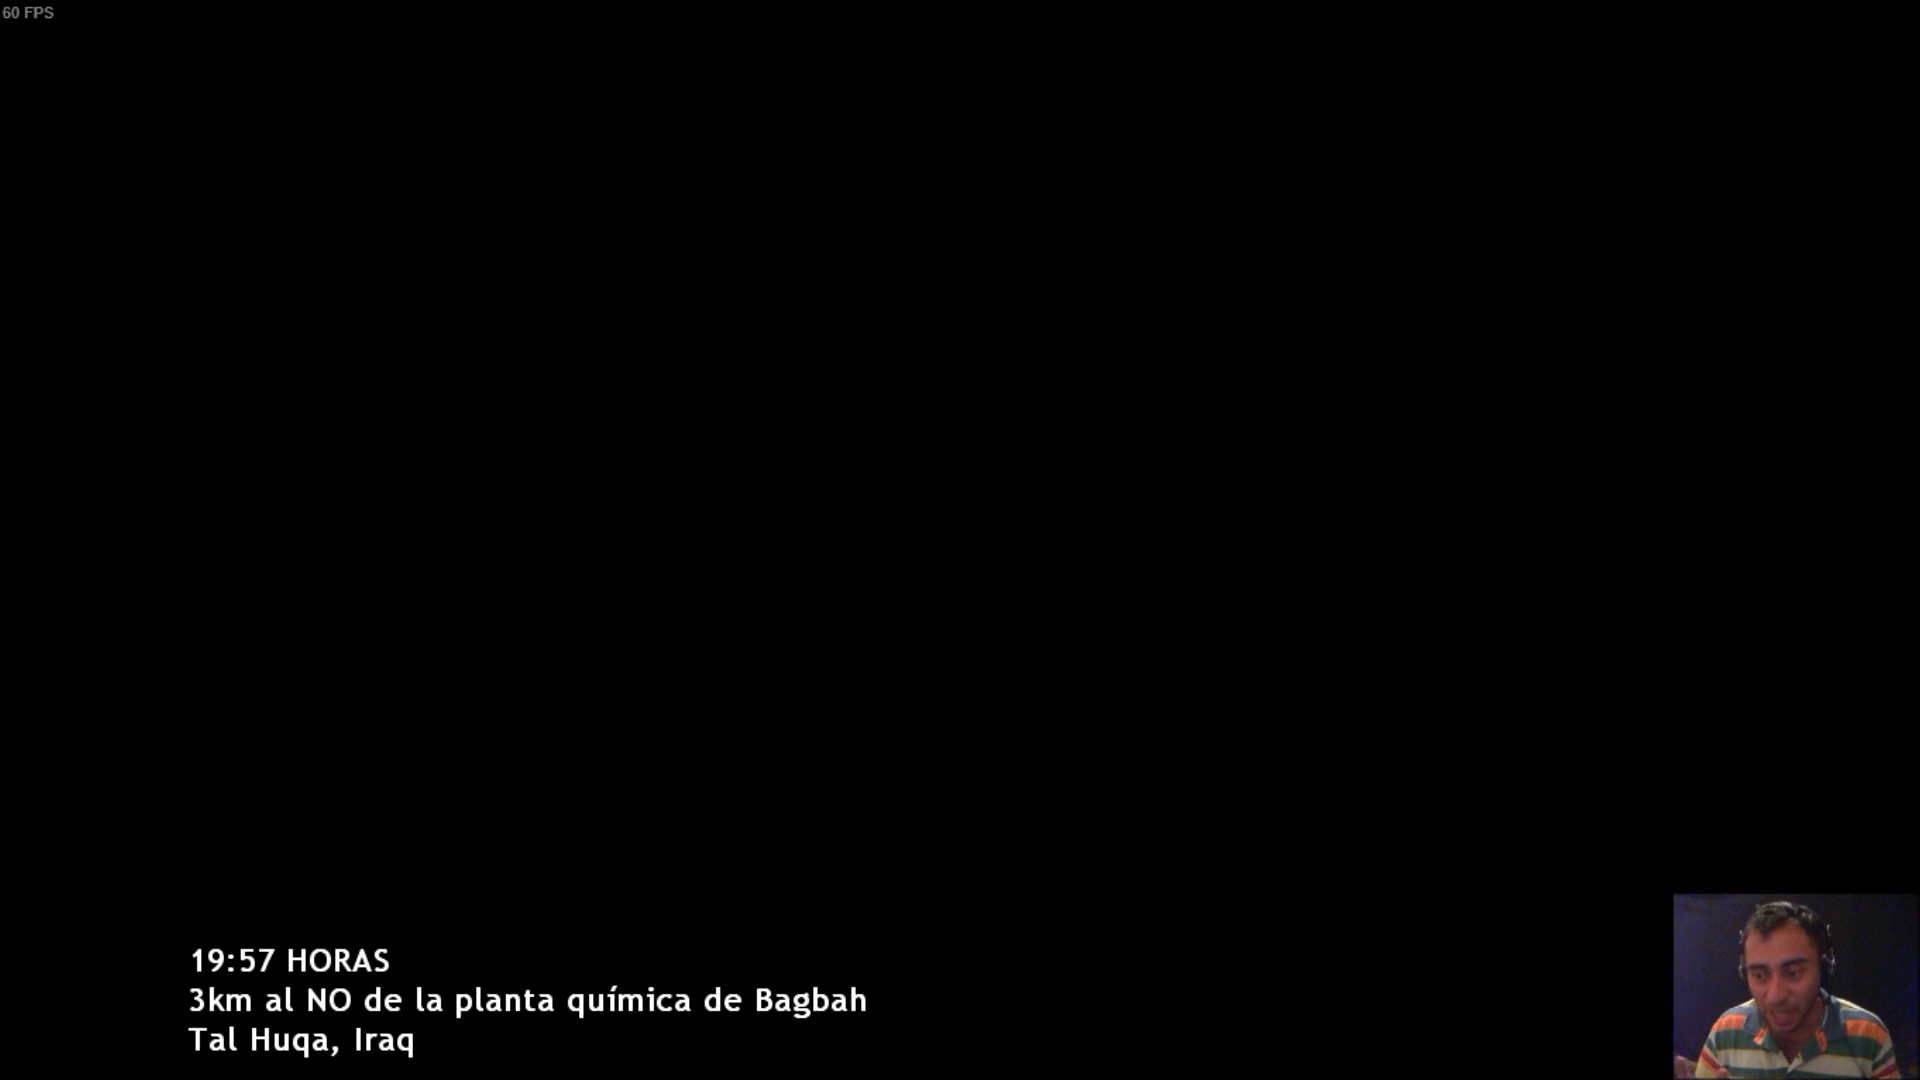 60 FPS
19:57 HORAS
3km al NO de la planta química de Bagbah
Tal Huqa, Iraq